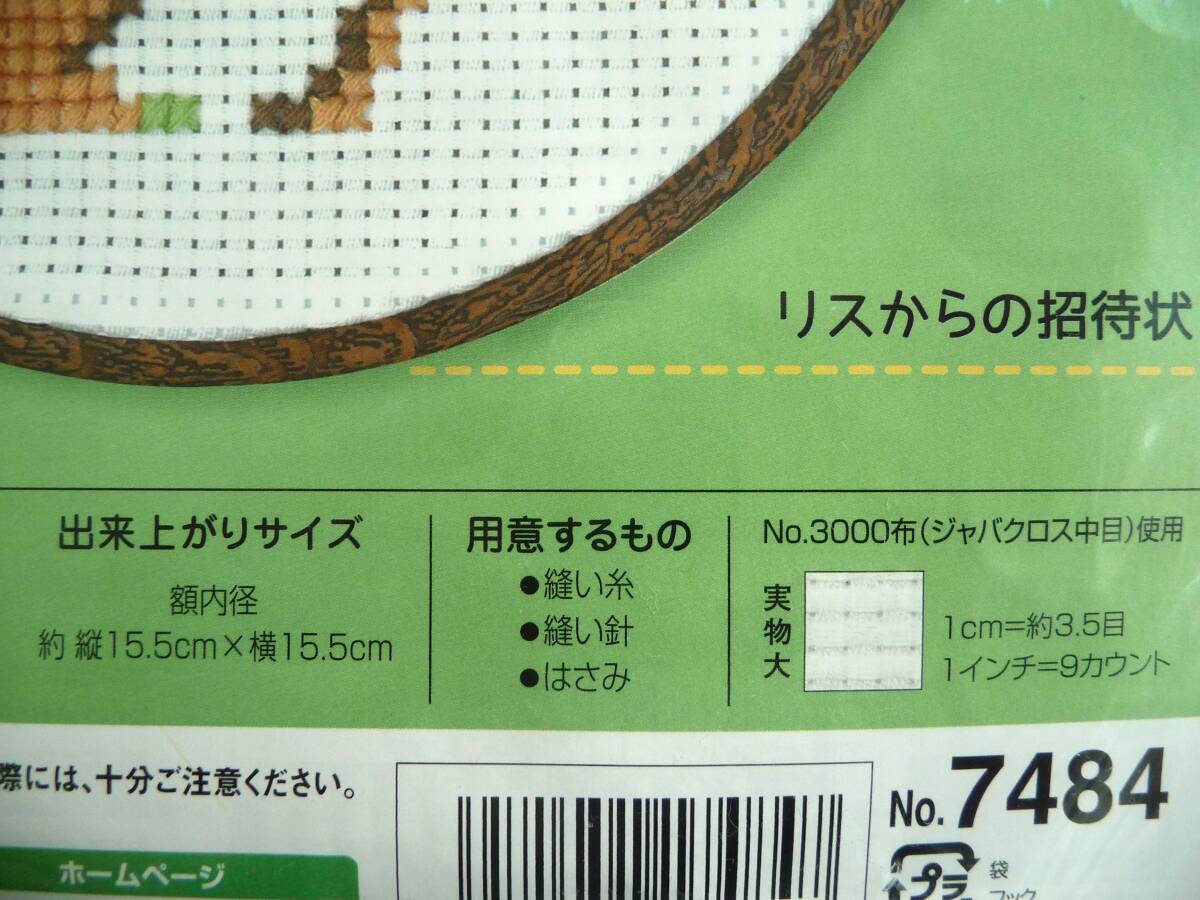 リスからの招待状
出来上がりサイズ
額内径
約 縦15.5cm×横15.5cm
用意するもの
●縫い糸
●縫い針
●はさみ
No.3000布(ジャバクロス中目)使用
実物大
1cm=約3.5目
1インチ=9カウント
際には、十分ご注意ください。
ホームページ
No.7484
プラ
袋
フック